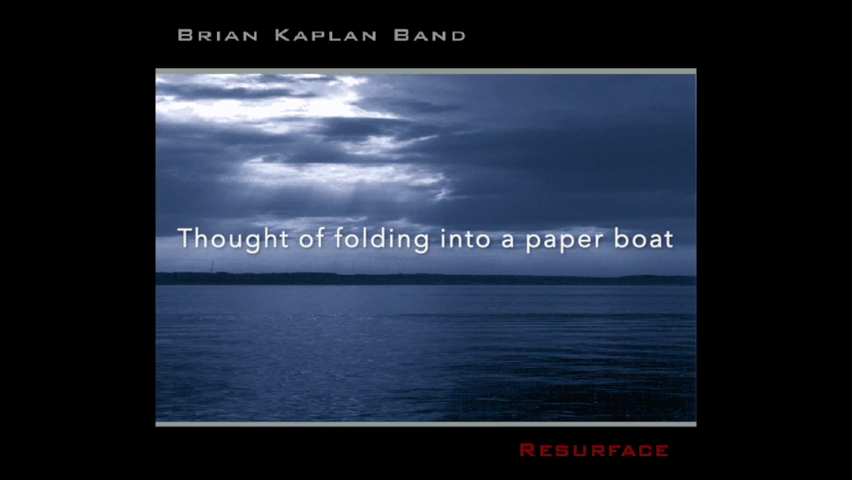 Brian Kaplan Band
Thought of folding into a paper boat
Resurface